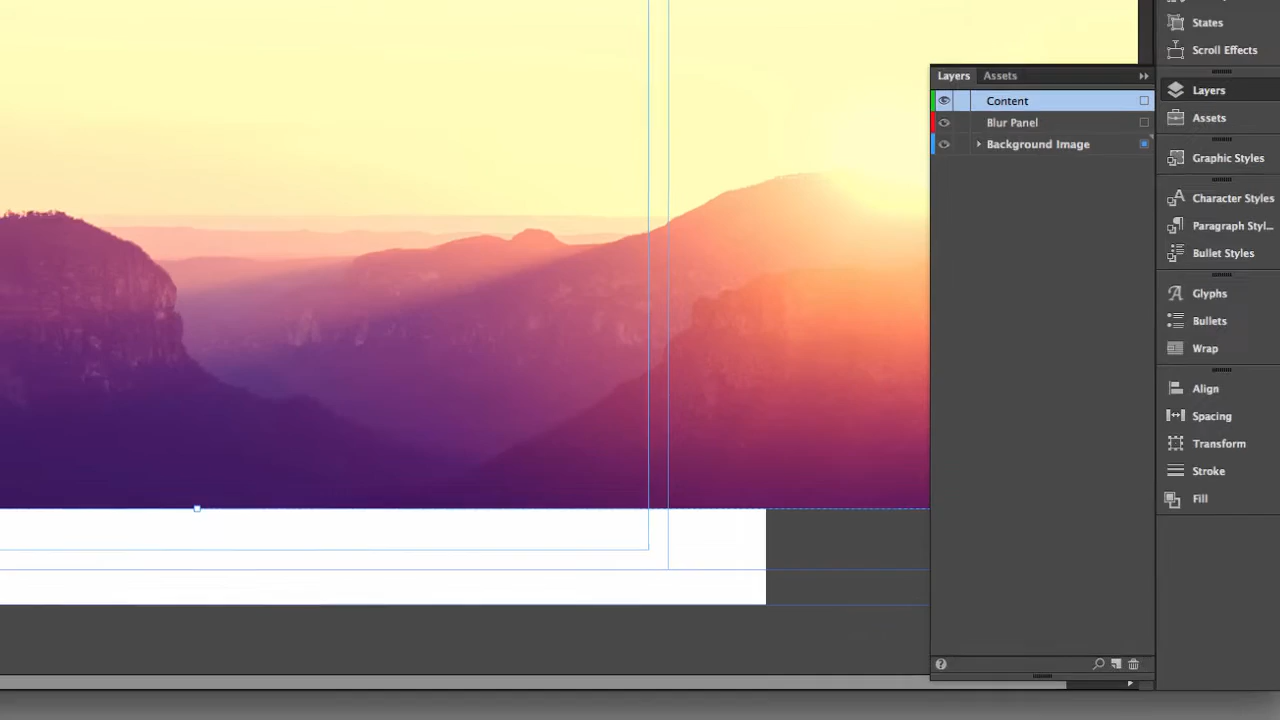 States
Scroll Effects
Layers
Assets
Layers
Content
Assets
Blur Panel
Background Image
Graphic Styles
Character Styles
Paragraph Styl...
Bullet Styles
Glyphs
Bullets
Wrap
Align
Spacing
Transform
Stroke
Fill